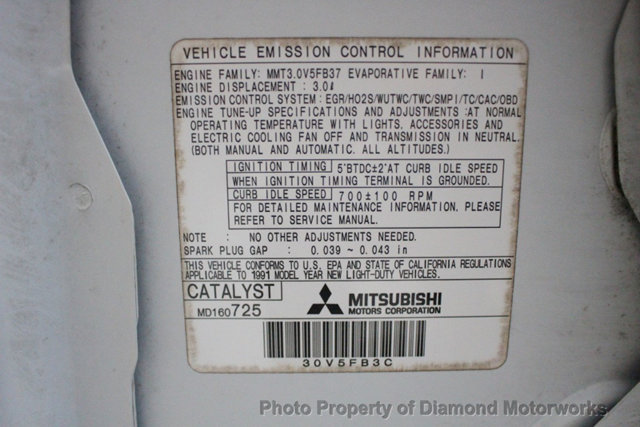 VEHICLE EMISSION CONTROL INFORMATION
ENGINE FAMILY: MMT3.0V5FB37 EVAPORATIVE FAMILY: I
ENGINE DISPLACEMENT : 3.0ℓ
EMISSION CONTROL SYSTEM : EGR/HO2S/WUTWC/TWC/SMPI/TC/CAC/OBD
ENGINE TUNE-UP SPECIFICATIONS AND ADJUSTMENTS :AT NORMAL
OPERATING TEMPERATURE WITH LIGHTS, ACCESSORIES AND
ELECTRIC COOLING FAN OFF AND TRANSMISSION IN NEUTRAL.
(BOTH MANUAL AND AUTOMATIC. ALL ALTITUDES.)
IGNITION TIMING 5°BTDC±2°AT CURB IDLE SPEED
WHEN IGNITION TIMING TERMINAL IS GROUNDED.
CURB IDLE SPEED 700±100 RPM
FOR DETAILED MAINTENANCE INFORMATION, PLEASE
REFER TO SERVICE MANUAL.
NOTE : NO OTHER ADJUSTMENTS NEEDED.
SPARK PLUG GAP : 0.039 ~ 0.043 in
THIS VEHICLE CONFORMS TO U.S. EPA AND STATE OF CALIFORNIA REGULATIONS
APPLICABLE TO 1991 MODEL YEAR NEW LIGHT-DUTY VEHICLES.
CATALYST
MD160725
MITSUBISHI
MOTORS CORPORATION
30V5FB3C
Photo Property of Diamond Motorworks